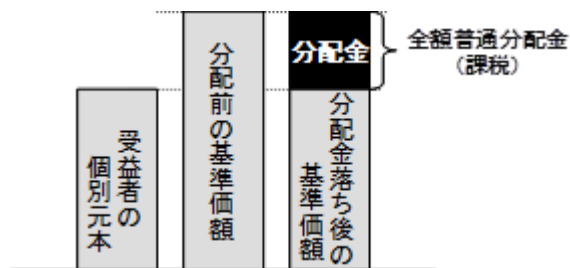 受益者の
個別元本
分配前の基準価額
分配金
分配金落ち後の
基準価額
全額普通分配金
（課税）